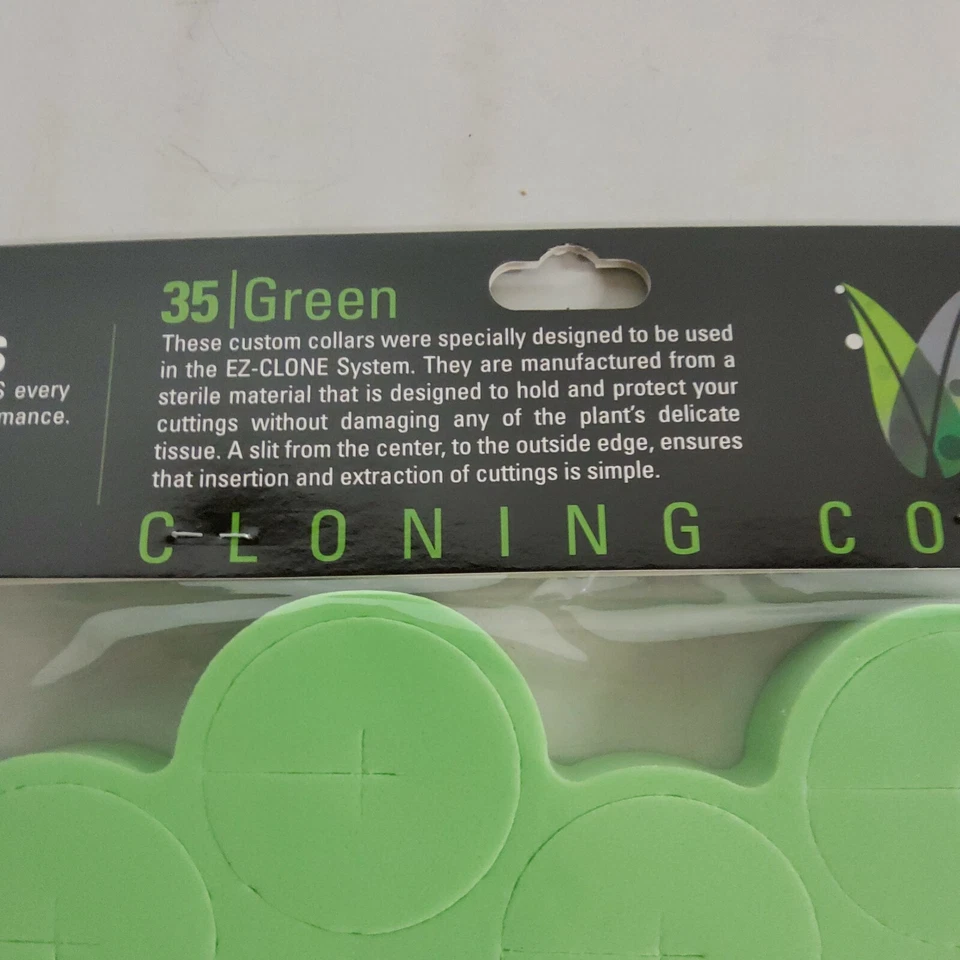 35|Green
These custom collars were specially designed to be used
in the EZ-CLONE System. They are manufactured from a
sterile material that is designed to hold and protect your
cuttings without damaging any of the plant's delicate
tissue. A slit from the center, to the outside edge, ensures
that insertion and extraction of cuttings is simple.
S
S every
mance.
CLONING CO